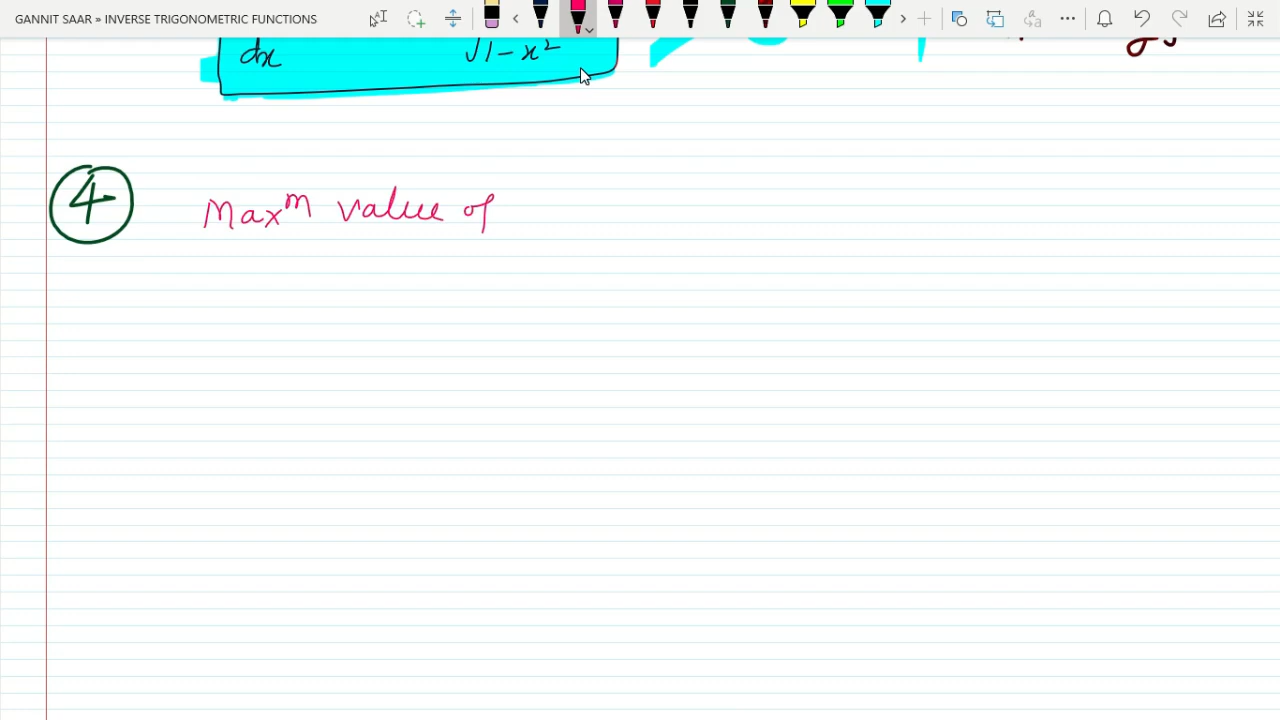 GANNIT SAAR » INVERSE TRIGONOMETRIC FUNCTIONS
dx √1-x²
4 Maxᵐ value of